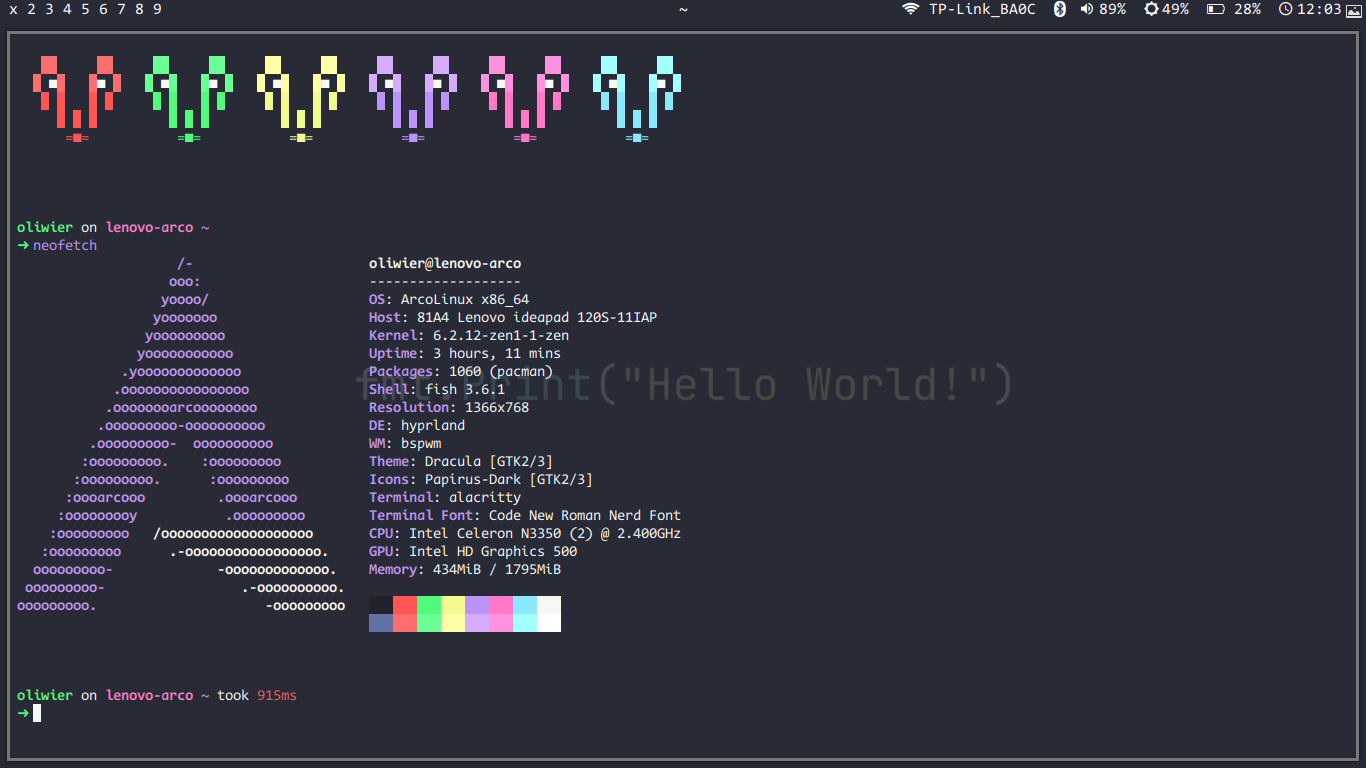 x 2 3 4 5 6 7 8 9 ~ TP-Link_BA0C 89% 49% 28% 12:03
=■= =■= =■= =■= =■= =■=
oliwier on lenovo-arco ~
➜ neofetch
/-
ooo:
yoooo/
yooooooo
yooooooooo
yooooooooooo
.yooooooooooooo
.oooooooooooooooo
.ooooooooarcoooooooo
.ooooooooo-oooooooooo
.ooooooooo-  oooooooooo
:ooooooooo.    :ooooooooo
:ooooooooo.      :ooooooooo
:oooarcooo         .oooarcooo
:ooooooooy           .ooooooooo
:ooooooooo   /ooooooooooooooooooo
:ooooooooo      .-ooooooooooooooooo.
ooooooooo-             -ooooooooooooo.
ooooooooo-                 .-oooooooooo.
ooooooooo.                     -ooooooooo
oliwier@lenovo-arco
-------------------
OS: ArcoLinux x86_64
Host: 81A4 Lenovo ideapad 120S-11IAP
Kernel: 6.2.12-zen1-1-zen
Uptime: 3 hours, 11 mins
Packages: 1060 (pacman)
fmt.Print("Hello World!")
Shell: fish 3.6.1
Resolution: 1366x768
DE: hyprland
WM: bspwm
Theme: Dracula [GTK2/3]
Icons: Papirus-Dark [GTK2/3]
Terminal: alacritty
Terminal Font: Code New Roman Nerd Font
CPU: Intel Celeron N3350 (2) @ 2.400GHz
GPU: Intel HD Graphics 500
Memory: 434MiB / 1795MiB
oliwier on lenovo-arco ~ took 915ms
➜